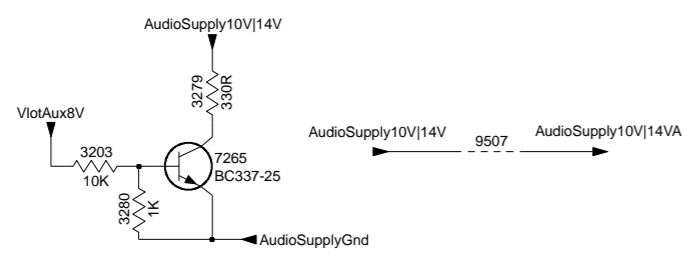 AudioSupply10V|14V
3279
330R
VlotAux8V
3203
10K
7265
BC337-25
3280
1K
AudioSupplyGnd
AudioSupply10V|14V
9507
AudioSupply10V|14VA